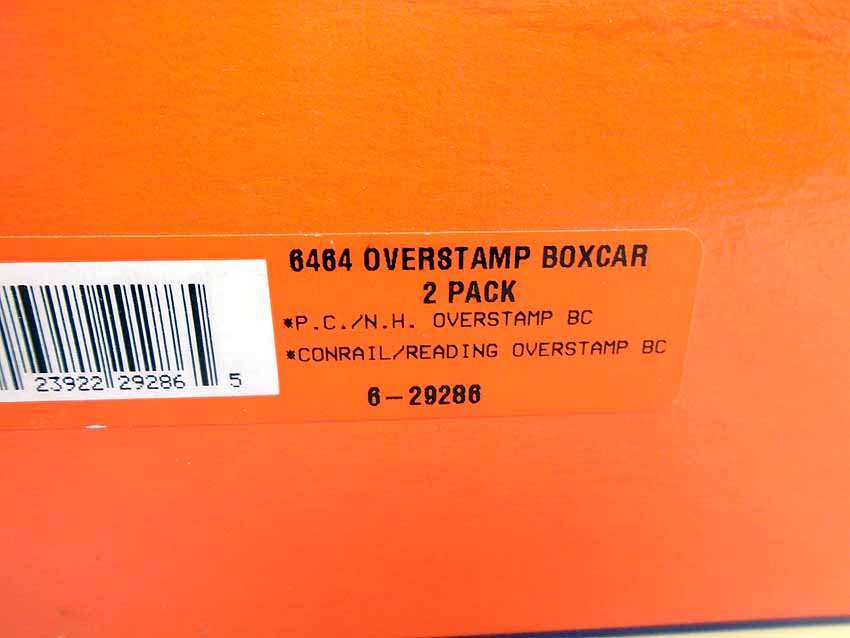 6464 OVERSTAMP BOXCAR
2 PACK
*P.C./N.H. OVERSTAMP BC
*CONRAIL/READING OVERSTAMP BC
6-29286
23922 29286 5